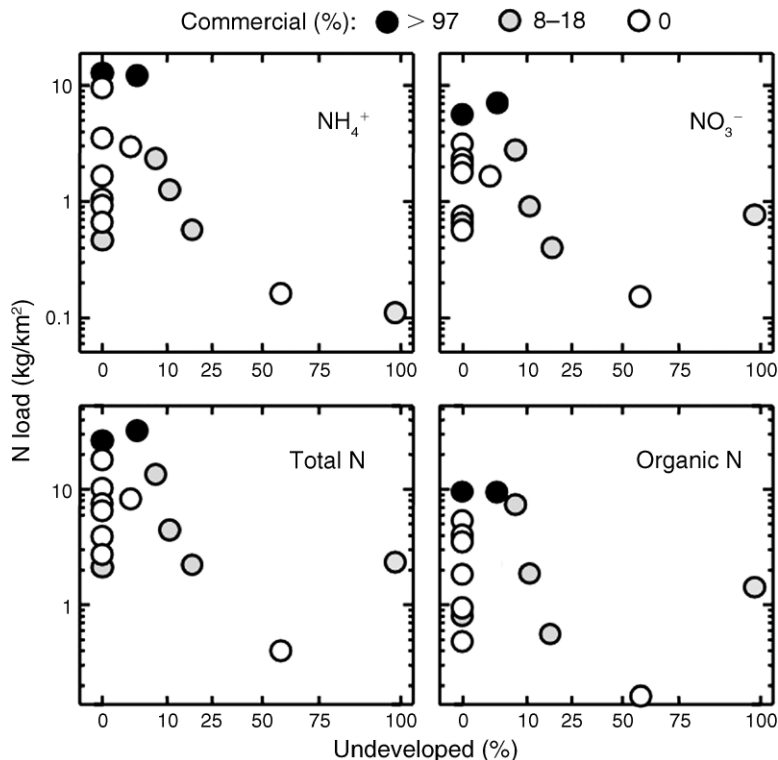 Commercial (%): > 97 8–18 0
10
1
0.1
NH₄⁺
0 10 25 50 75 100
NO₃⁻
0 10 25 50 75 100
N load (kg/km²)
10
1
Total N
0 10 25 50 75 100
Organic N
0 10 25 50 75 100
Undeveloped (%)